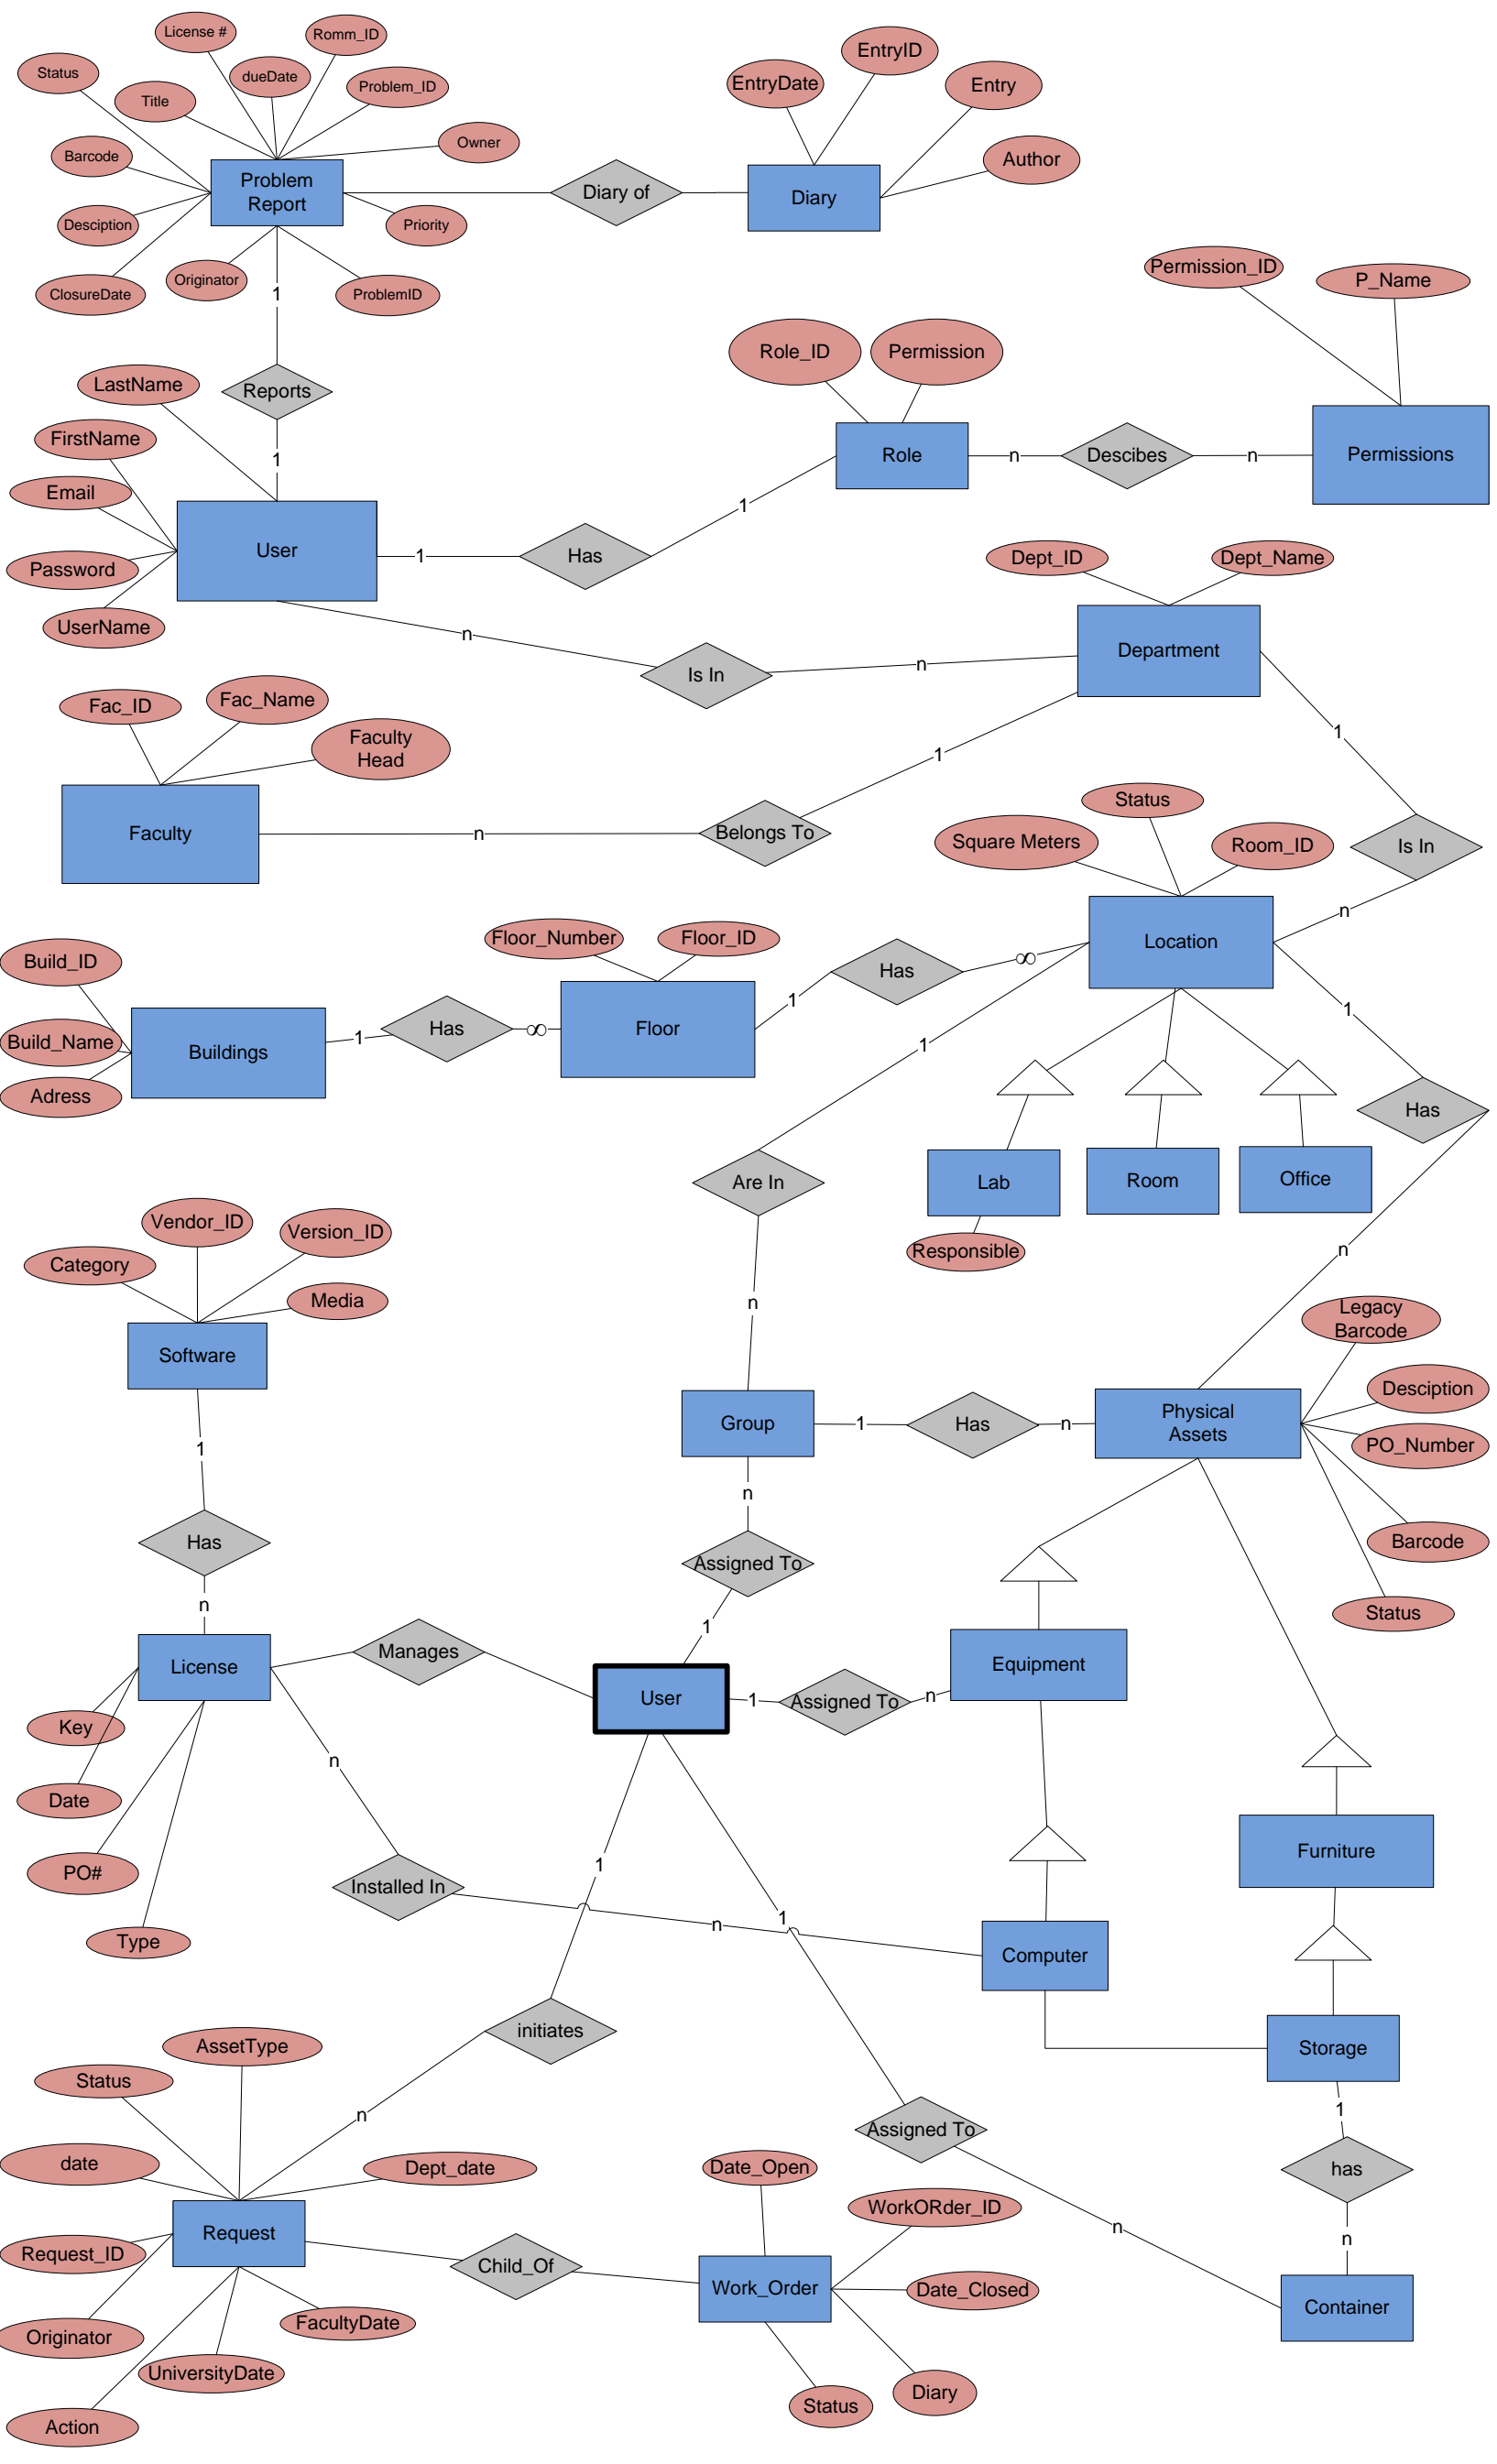 License #
Romm_ID
Status
dueDate
Problem_ID
Title
Owner
Barcode
Problem
Report
Desciption
Priority
Originator
ClosureDate
ProblemID
Diary of
EntryDate
EntryID
Entry
Author
Diary
1
Reports
1
Permission_ID
P_Name
Role_ID
Permission
Role
n
Descibes
n
Permissions
LastName
FirstName
Email
Password
UserName
User
1
Has
1
n
Is In
n
Dept_ID
Dept_Name
Department
Fac_ID
Fac_Name
Faculty
Head
Faculty
n
Belongs To
1
1
Is In
n
Status
Square Meters
Room_ID
Location
Build_ID
Build_Name
Adress
Buildings
1
Has
∞
Floor_Number
Floor_ID
Floor
1
Has
∞
1
Has
n
1
Are In
n
Lab
Room
Office
Responsible
Vendor_ID
Version_ID
Category
Media
Software
1
Has
n
Group
1
Has
n
Physical
Assets
Legacy
Barcode
Desciption
PO_Number
Barcode
Status
n
Assigned To
1
License
Manages
User
1
Assigned To
n
Equipment
Key
Date
PO#
Type
n
Installed In
n
Computer
Furniture
Storage
1
has
n
Container
1
initiates
n
1
Assigned To
n
AssetType
Status
date
Dept_date
Request
Request_ID
Originator
Action
UniversityDate
FacultyDate
Child_Of
Date_Open
WorkORder_ID
Work_Order
Date_Closed
Diary
Status